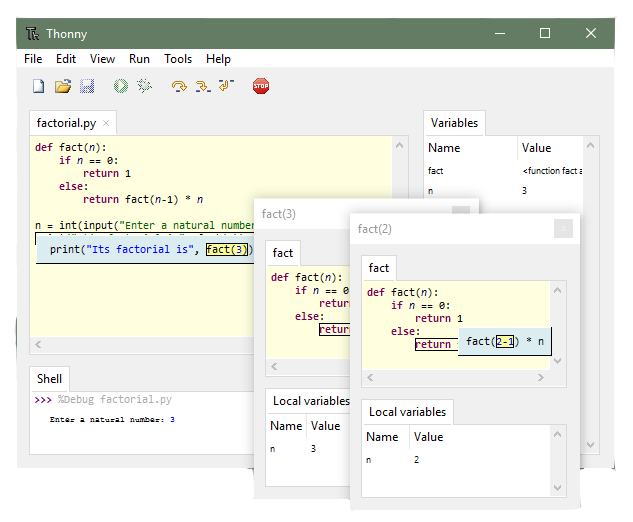 Thonny
File Edit View Run Tools Help
STOP
factorial.py ×
def fact(n):
    if n == 0:
        return 1
    else:
        return fact(n-1) * n
n = int(input("Enter a natural number
print("Its factorial is", fact(3))
Shell
>>> %Debug factorial.py
Enter a natural number: 3
Variables
Name Value
fact <function fact a
n 3
fact(3)
fact
def fact(n):
    if n == 0
        retur
    else:
        retur
Local variables
Name Value
n 3
fact(2)
fact
def fact(n):
    if n == 0:
        return 1
    else:
        return
fact(2-1) * n
Local variables
Name Value
n 2